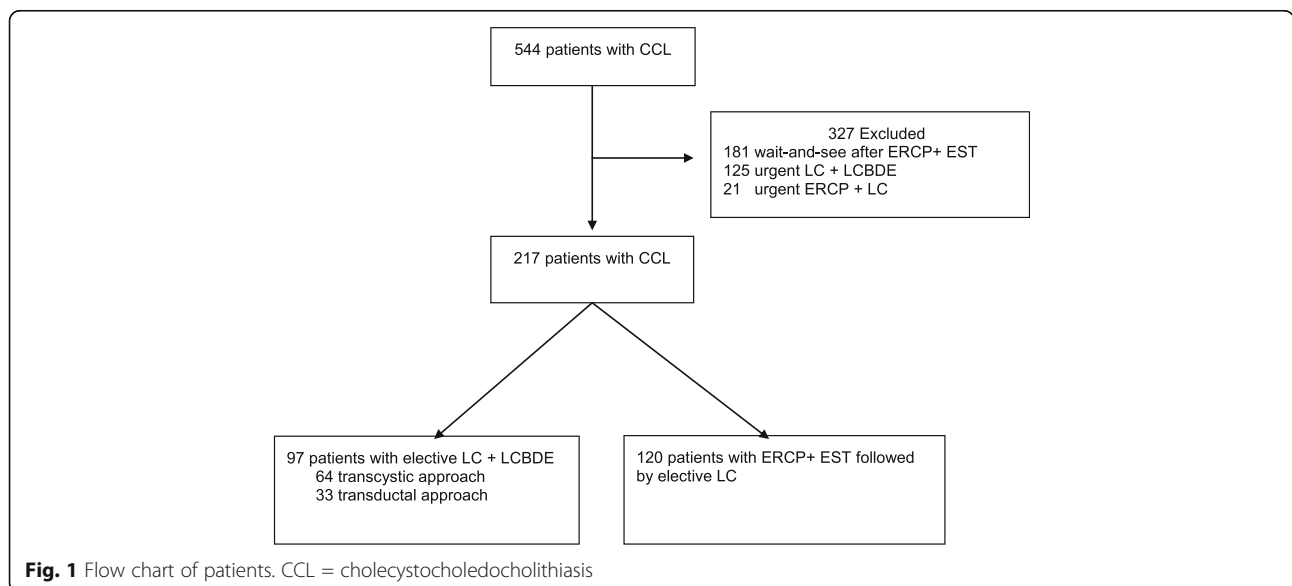 544 patients with CCL
327 Excluded
181 wait-and-see after ERCP+ EST
125 urgent LC + LCBDE
21 urgent ERCP + LC
217 patients with CCL
97 patients with elective LC + LCBDE
64 transcystic approach
33 transductal approach
120 patients with ERCP+ EST followed
by elective LC
Fig. 1 Flow chart of patients. CCL = cholecystocholedocholithiasis